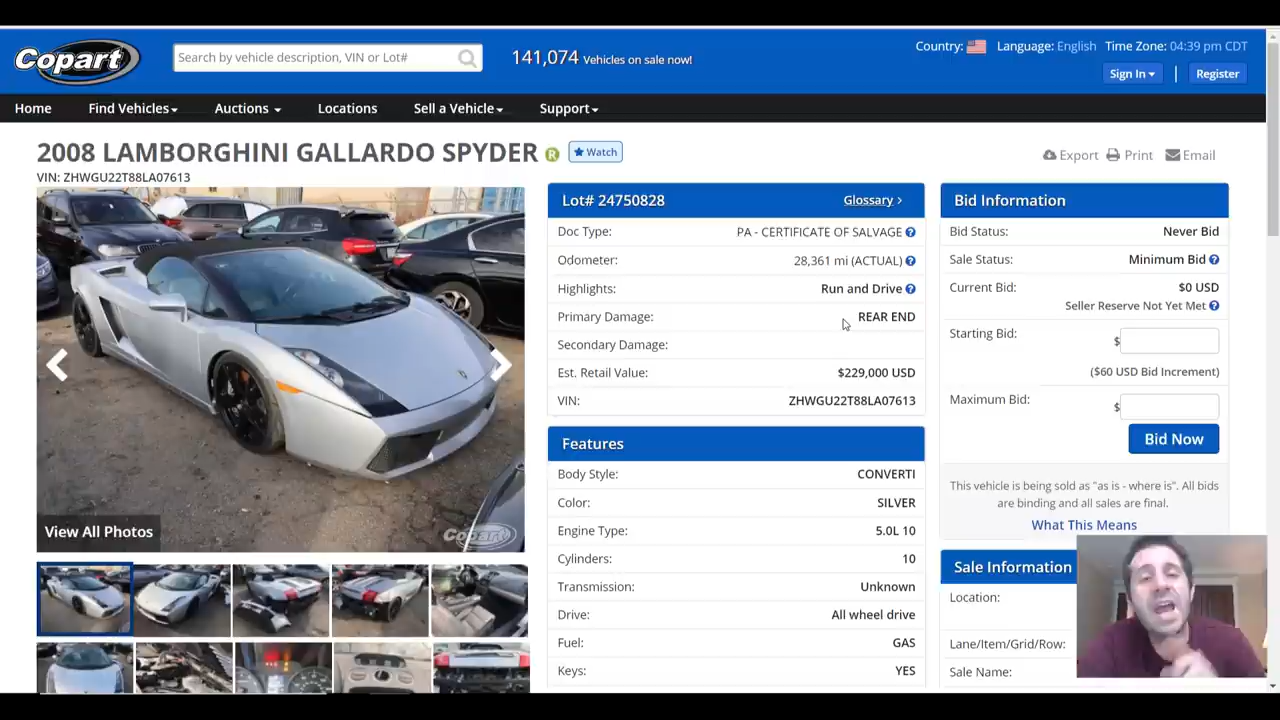 Copart
Search by vehicle description, VIN or Lot#
141,074 Vehicles on sale now!
Country: Language: English Time Zone: 04:39 pm CDT
Sign In | Register
Home Find Vehicles Auctions Locations Sell a Vehicle Support
2008 LAMBORGHINI GALLARDO SPYDER R Watch
Export Print Email
VIN: ZHWGU22T88LA07613
View All Photos
Copart
Lot# 24750828 Glossary >
Doc Type: PA - CERTIFICATE OF SALVAGE ?
Odometer: 28,361 mi (ACTUAL) ?
Highlights: Run and Drive ?
Primary Damage: REAR END
Secondary Damage:
Est. Retail Value: $229,000 USD
VIN: ZHWGU22T88LA07613
Features
Body Style: CONVERTI
Color: SILVER
Engine Type: 5.0L 10
Cylinders: 10
Transmission: Unknown
Drive: All wheel drive
Fuel: GAS
Keys: YES
Bid Information
Bid Status: Never Bid
Sale Status: Minimum Bid ?
Current Bid: $0 USD
Seller Reserve Not Yet Met ?
Starting Bid: $
($60 USD Bid Increment)
Maximum Bid: $
Bid Now
This vehicle is being sold as "as is - where is". All bids
are binding and all sales are final.
What This Means
Sale Information
Location:
Lane/Item/Grid/Row:
Sale Name: